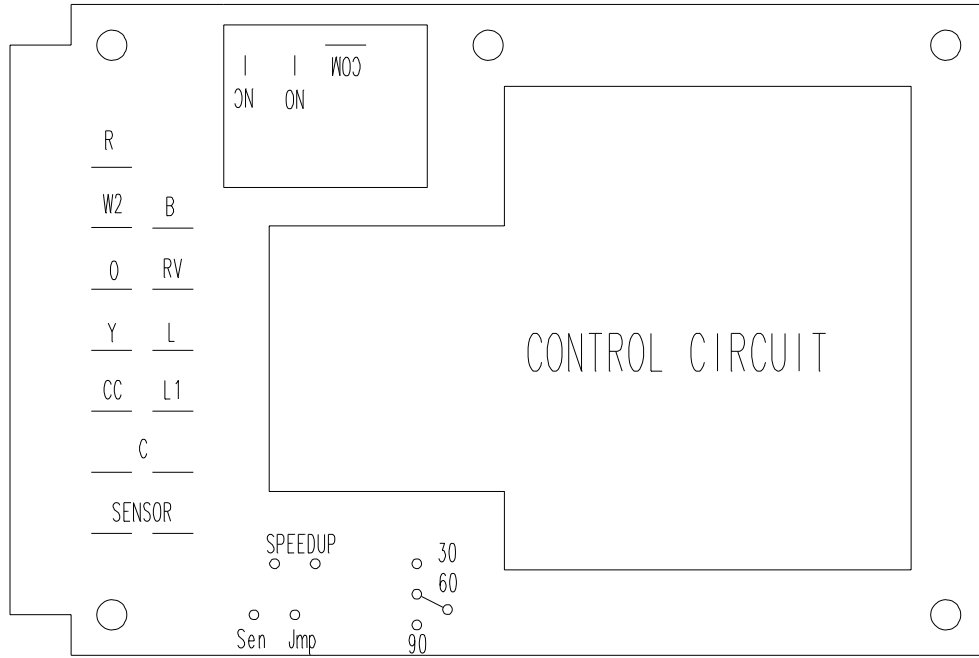 COM
NC NO
R
W2 B
O RV
Y L
CC L1
C
SENSOR
CONTROL CIRCUIT
SPEEDUP
30
60
90
Sen Jmp